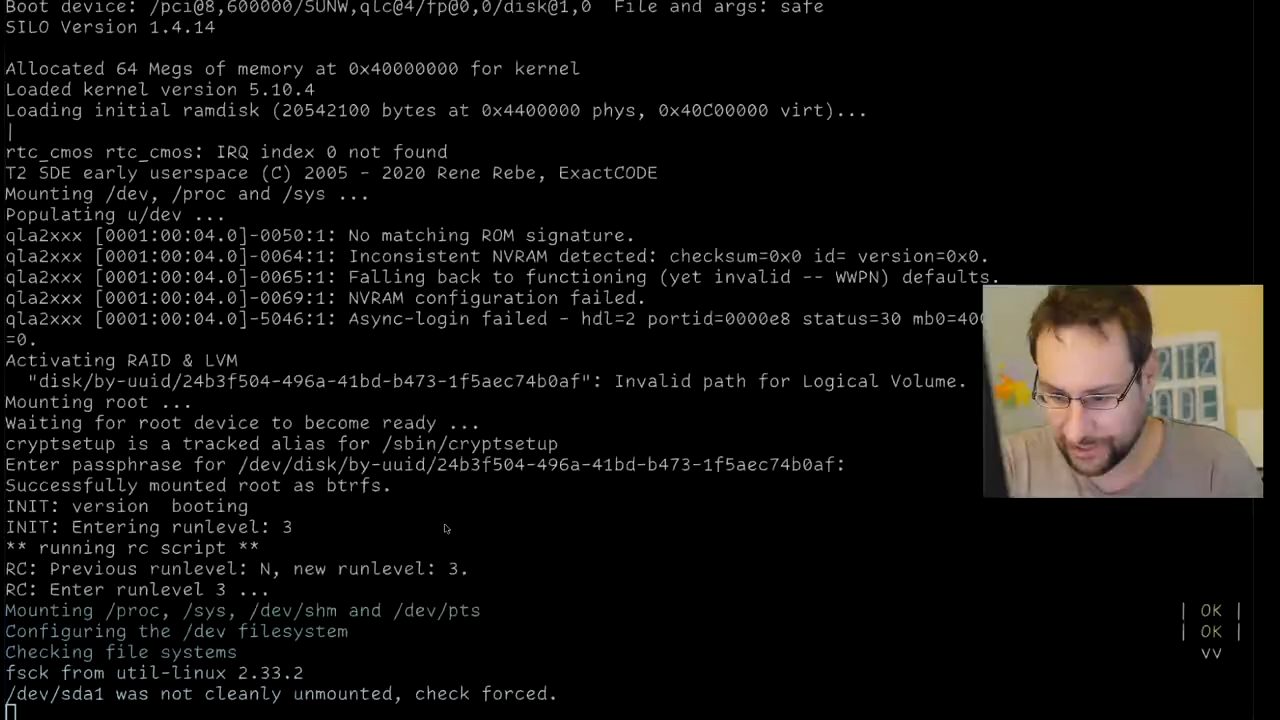 Boot device: /pci@8,600000/SUNW,qlc@4/fp@0,0/disk@1,0  File and args: safe
SILO Version 1.4.14
Allocated 64 Megs of memory at 0x40000000 for kernel
Loaded kernel version 5.10.4
Loading initial ramdisk (20542100 bytes at 0x4400000 phys, 0x40C00000 virt)...
|
rtc_cmos rtc_cmos: IRQ index 0 not found
T2 SDE early userspace (C) 2005 - 2020 Rene Rebe, ExactCODE
Mounting /dev, /proc and /sys ...
Populating u/dev ...
qla2xxx [0001:00:04.0]-0050:1: No matching ROM signature.
qla2xxx [0001:00:04.0]-0064:1: Inconsistent NVRAM detected: checksum=0x0 id= version=0x0.
qla2xxx [0001:00:04.0]-0065:1: Falling back to functioning (yet invalid -- WWPN) defaults.
qla2xxx [0001:00:04.0]-0069:1: NVRAM configuration failed.
qla2xxx [0001:00:04.0]-5046:1: Async-login failed - hdl=2 portid=0000e8 status=30 mb0=400
=0.
Activating RAID & LVM
  "disk/by-uuid/24b3f504-496a-41bd-b473-1f5aec74b0af": Invalid path for Logical Volume.
Mounting root ...
Waiting for root device to become ready ...
cryptsetup is a tracked alias for /sbin/cryptsetup
Enter passphrase for /dev/disk/by-uuid/24b3f504-496a-41bd-b473-1f5aec74b0af:
Successfully mounted root as btrfs.
INIT: version  booting
INIT: Entering runlevel: 3
** running rc script **
RC: Previous runlevel: N, new runlevel: 3.
RC: Enter runlevel 3 ...
Mounting /proc, /sys, /dev/shm and /dev/pts | OK |
Configuring the /dev filesystem | OK |
Checking file systems vv
fsck from util-linux 2.33.2
/dev/sda1 was not cleanly unmounted, check forced.